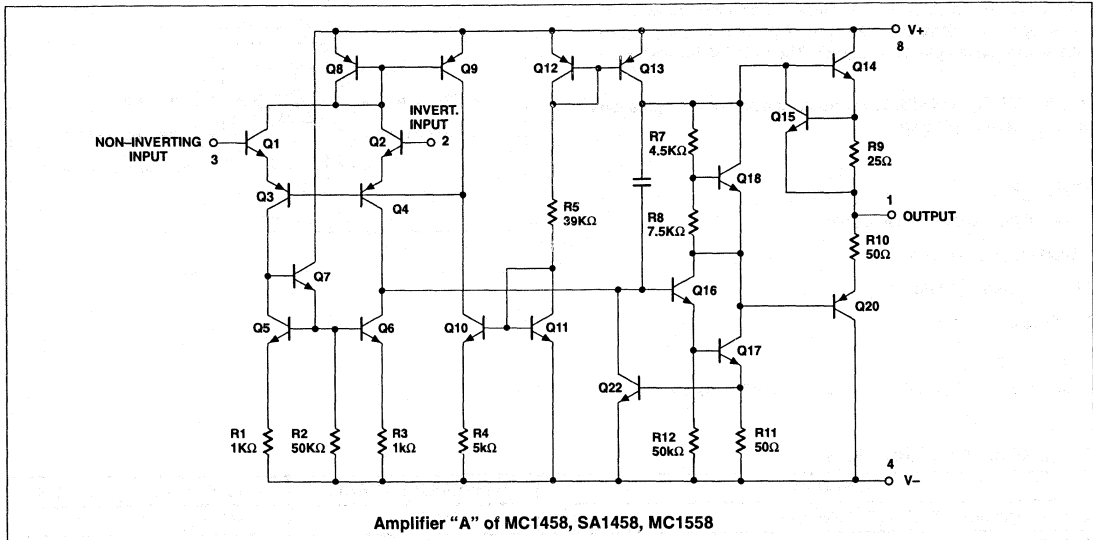 V+
8
Q8
Q9
Q12
Q13
Q14
INVERT.
INPUT
2
NON–INVERTING
INPUT
3
Q1
Q2
Q15
R7
4.5KΩ
R9
25Ω
Q18
Q3
Q4
R5
39KΩ
R8
7.5KΩ
1
OUTPUT
R10
50Ω
Q7
Q16
Q20
Q5
Q6
Q10
Q11
Q17
Q22
R1
1KΩ
R2
50KΩ
R3
1kΩ
R4
5kΩ
R12
50kΩ
R11
50Ω
4
V–
Amplifier “A” of MC1458, SA1458, MC1558